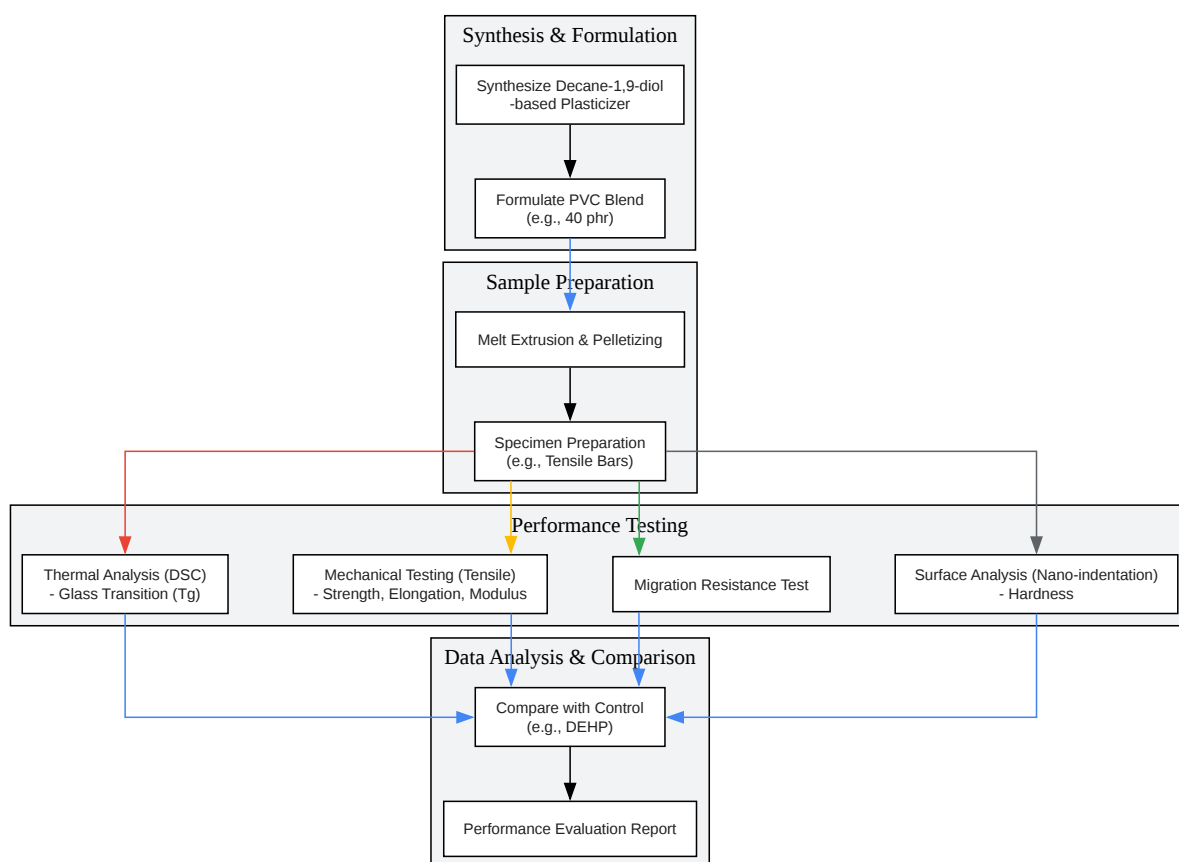 Synthesis & Formulation
Synthesize Decane-1,9-diol
-based Plasticizer
Formulate PVC Blend
(e.g., 40 phr)
Sample Preparation
Melt Extrusion & Pelletizing
Specimen Preparation
(e.g., Tensile Bars)
Performance Testing
Thermal Analysis (DSC)
- Glass Transition (Tg)
Mechanical Testing (Tensile)
- Strength, Elongation, Modulus
Migration Resistance Test
Surface Analysis (Nano-indentation)
- Hardness
Data Analysis & Comparison
Compare with Control
(e.g., DEHP)
Performance Evaluation Report